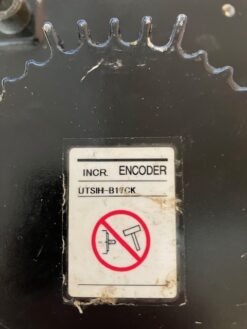 INCR. ENCODER
UTSIH-B17CK